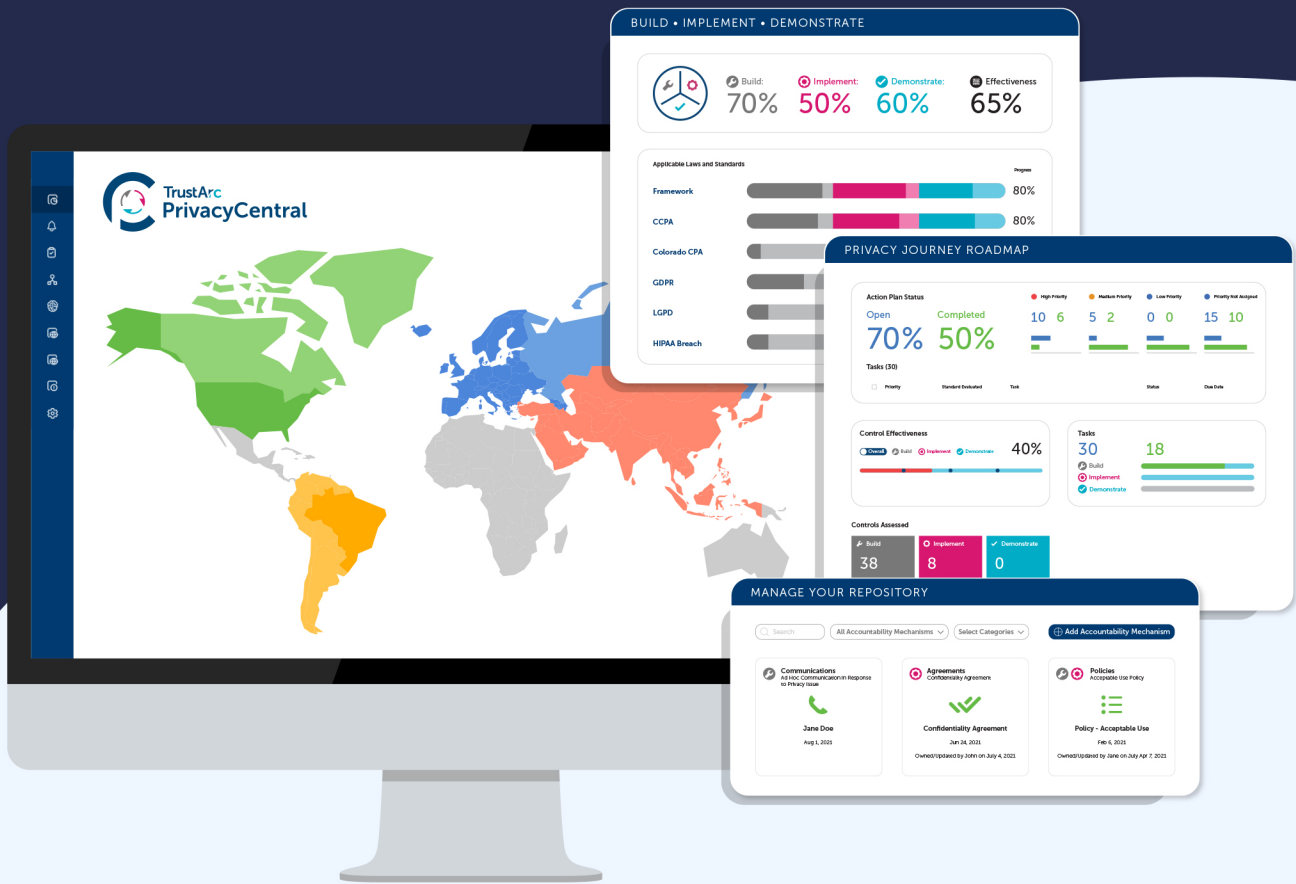 BUILD • IMPLEMENT • DEMONSTRATE
Build:
70%
Implement:
50%
Demonstrate:
60%
Effectiveness
65%
Applicable Laws and Standards
Progress
Framework
80%
CCPA
80%
Colorado CPA
GDPR
LGPD
HIPAA Breach
TrustArc
PrivacyCentral
PRIVACY JOURNEY ROADMAP
Action Plan Status
Open
70%
Completed
50%
High Priority
10 6
Medium Priority
5 2
Low Priority
0 0
Priority Not Assigned
15 10
Tasks (30)
Priority Standard Evaluated Task Status Due Date
Control Effectiveness
Overall Build Implement Demonstrate 40%
Tasks
30 18
Build
Implement
Demonstrate
Controls Assessed
Build
38
Implement
8
Demonstrate
0
MANAGE YOUR REPOSITORY
Search
All Accountability Mechanisms
Select Categories
Add Accountability Mechanism
Communications
Ad Hoc Communication in Response
to Privacy Issue
Jane Doe
Aug 1, 2021
Agreements
Confidentiality Agreement
Confidentiality Agreement
Jun 24, 2021
Owned/Updated by John on July 4, 2021
Policies
Acceptable Use Policy
Policy - Acceptable Use
Feb 6, 2021
Owned/Updated by Jane on July Apr 7, 2021